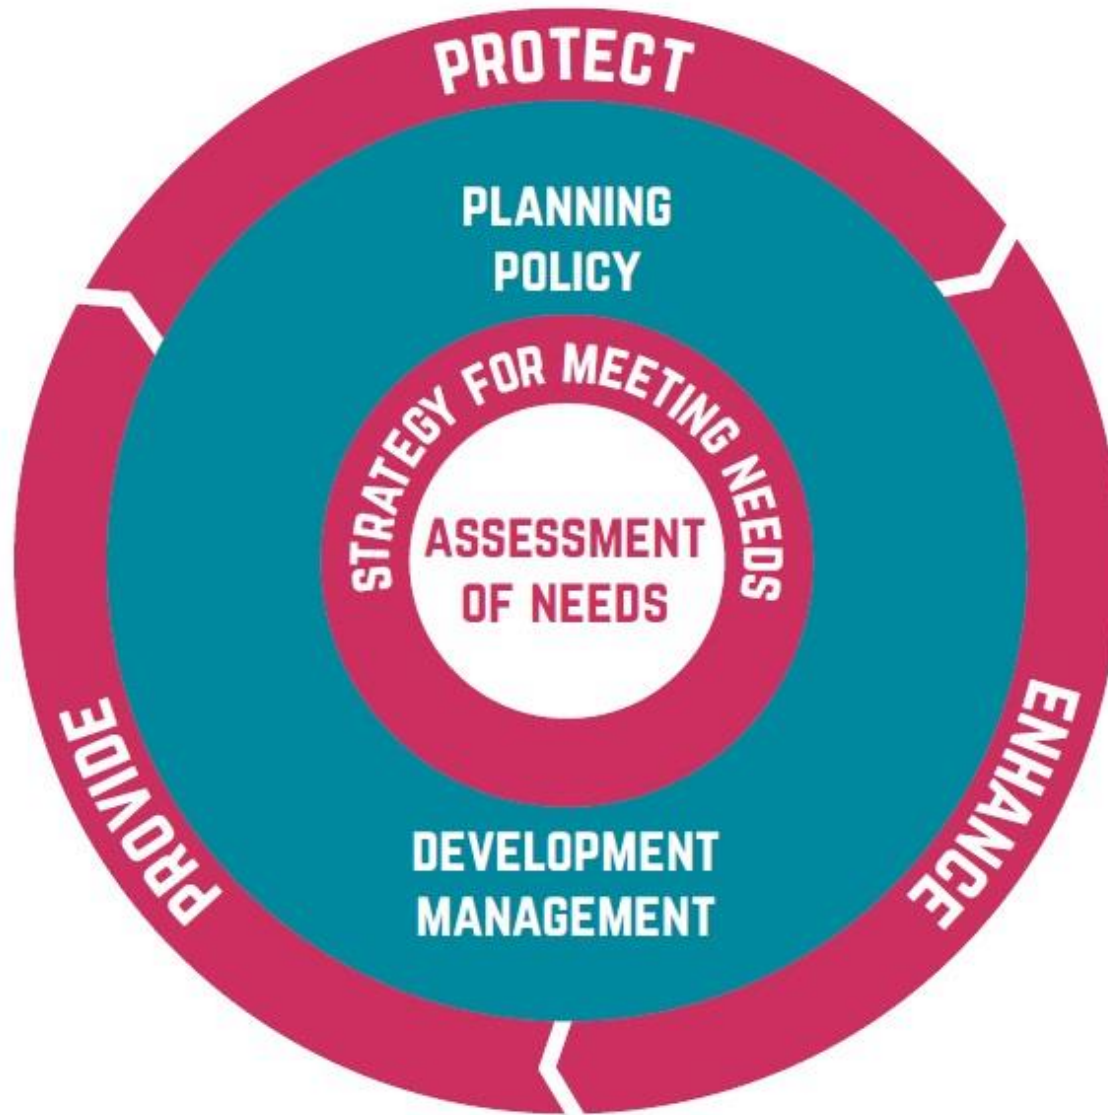 PROTECT
PLANNING
POLICY
STRATEGY FOR MEETING NEEDS
ASSESSMENT
OF NEEDS
PROVIDE
ENHANCE
DEVELOPMENT
MANAGEMENT